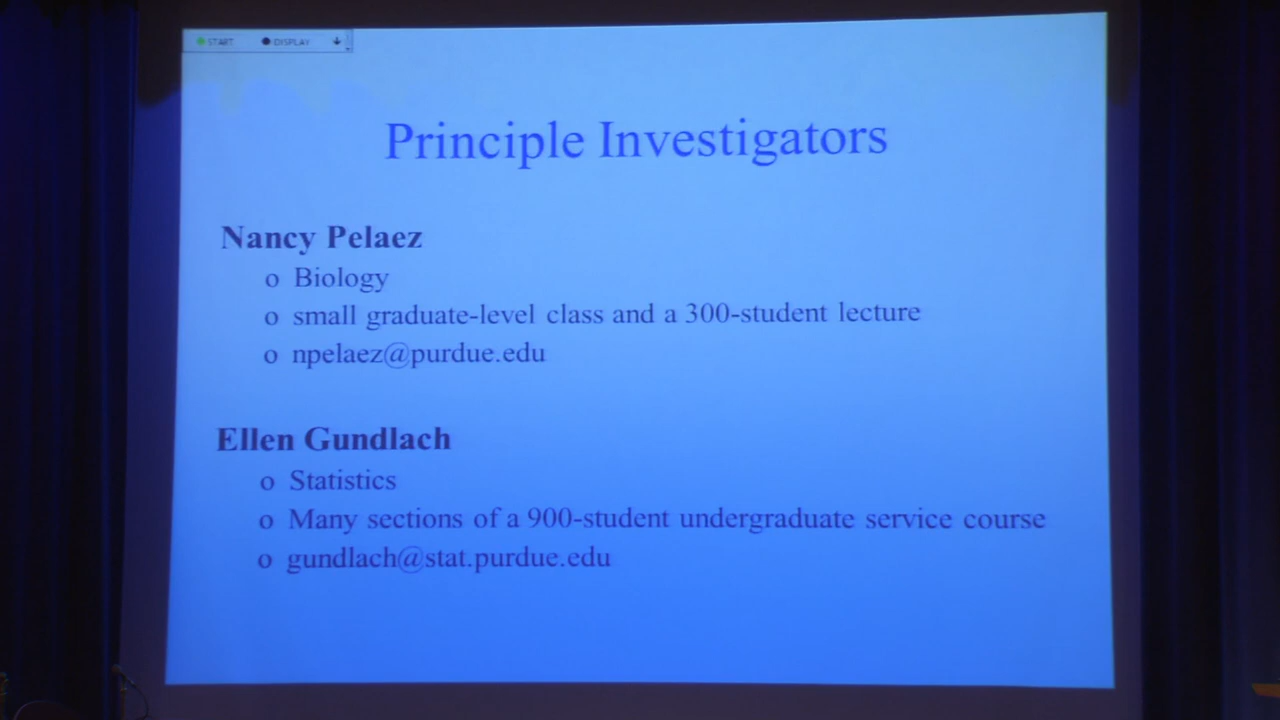 START DISPLAY
Principle Investigators
Nancy Pelaez
o Biology
o small graduate-level class and a 300-student lecture
o npelaez@purdue.edu
Ellen Gundlach
o Statistics
o Many sections of a 900-student undergraduate service course
o gundlach@stat.purdue.edu